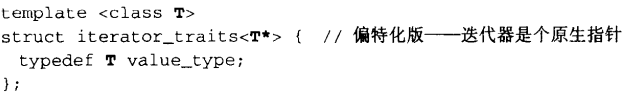 template <class T>
struct iterator_traits<T*> {  // 偏特化版——迭代器是个原生指针
  typedef T value_type;
};